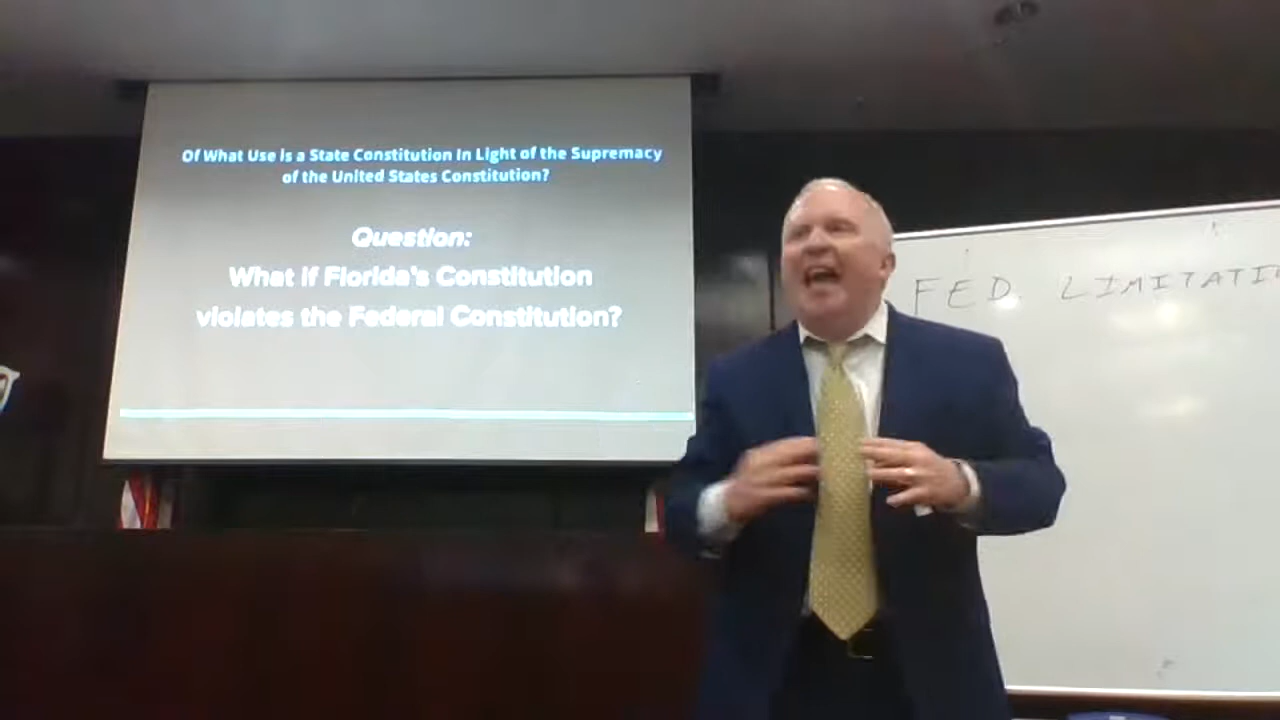 Of What Use is a State Constitution In Light of the Supremacy
of the United States Constitution?
Question:
What if Florida's Constitution
violates the Federal Constitution?
FED LIMITATI